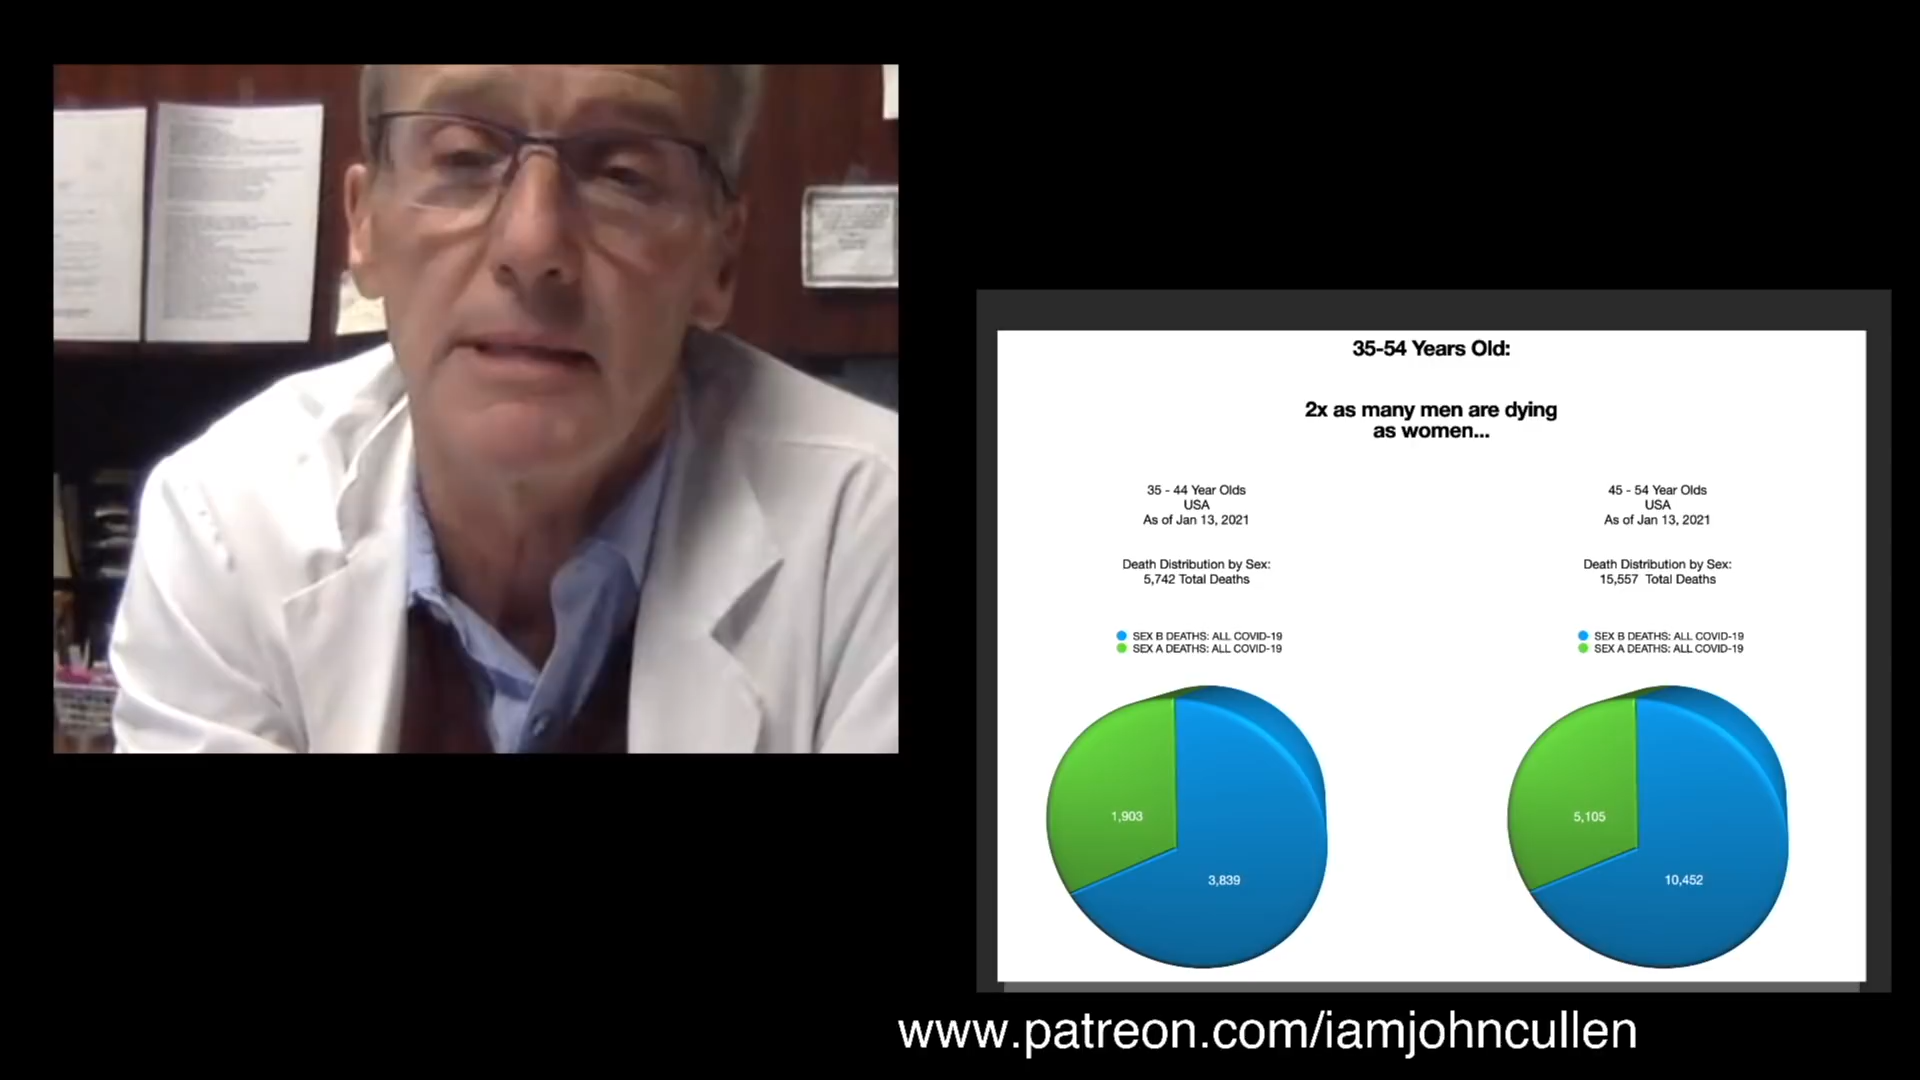 35-54 Years Old:
2x as many men are dying
as women...
35 - 44 Year Olds
USA
As of Jan 13, 2021
Death Distribution by Sex:
5,742 Total Deaths
SEX B DEATHS: ALL COVID-19
SEX A DEATHS: ALL COVID-19
1,903
3,839
45 - 54 Year Olds
USA
As of Jan 13, 2021
Death Distribution by Sex:
15,557 Total Deaths
SEX B DEATHS: ALL COVID-19
SEX A DEATHS: ALL COVID-19
5,105
10,452
www.patreon.com/iamjohncullen